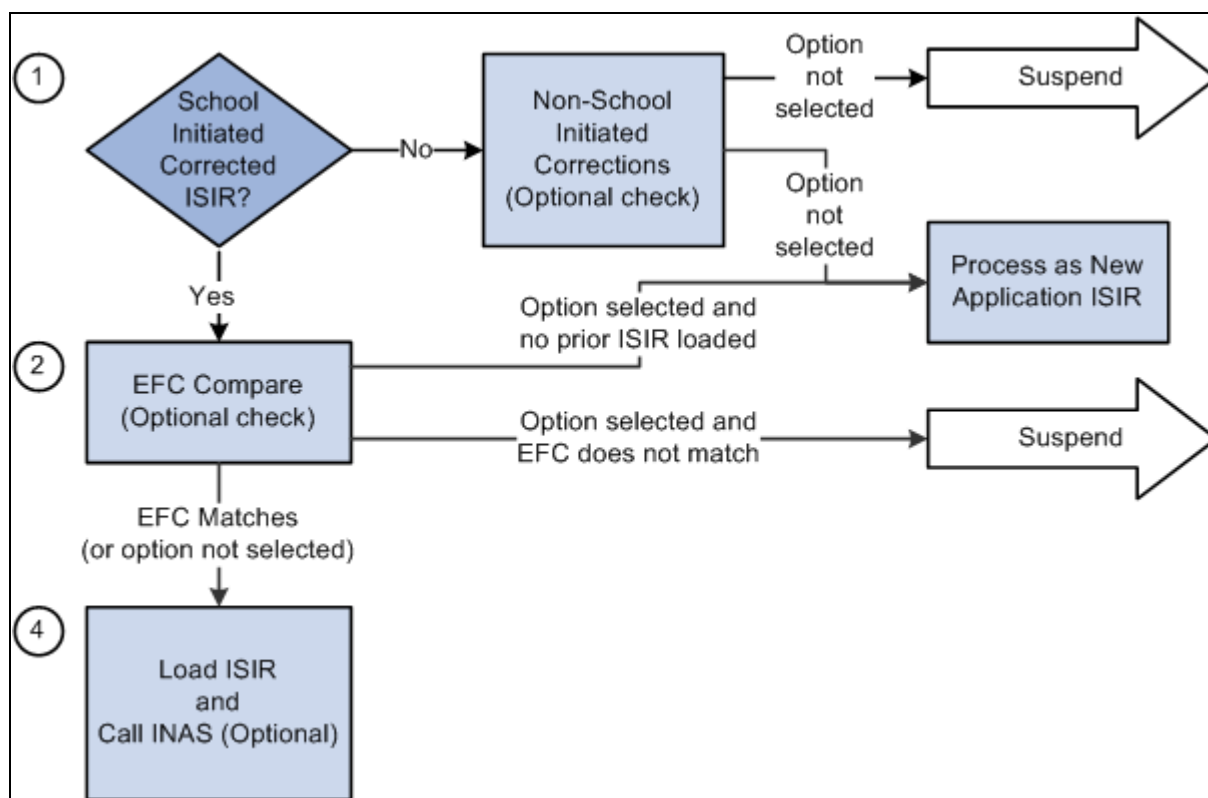 1
School
Initiated
Corrected
ISIR?
No
Non-School
Initiated
Corrections
(Optional check)
Option
not
selected
Suspend
Option
not
selected
Process as New
Application ISIR
Yes
Option selected and
no prior ISIR loaded
2
EFC Compare
(Optional check)
Option selected and
EFC does not match
Suspend
EFC Matches
(or option not selected)
4
Load ISIR
and
Call INAS (Optional)